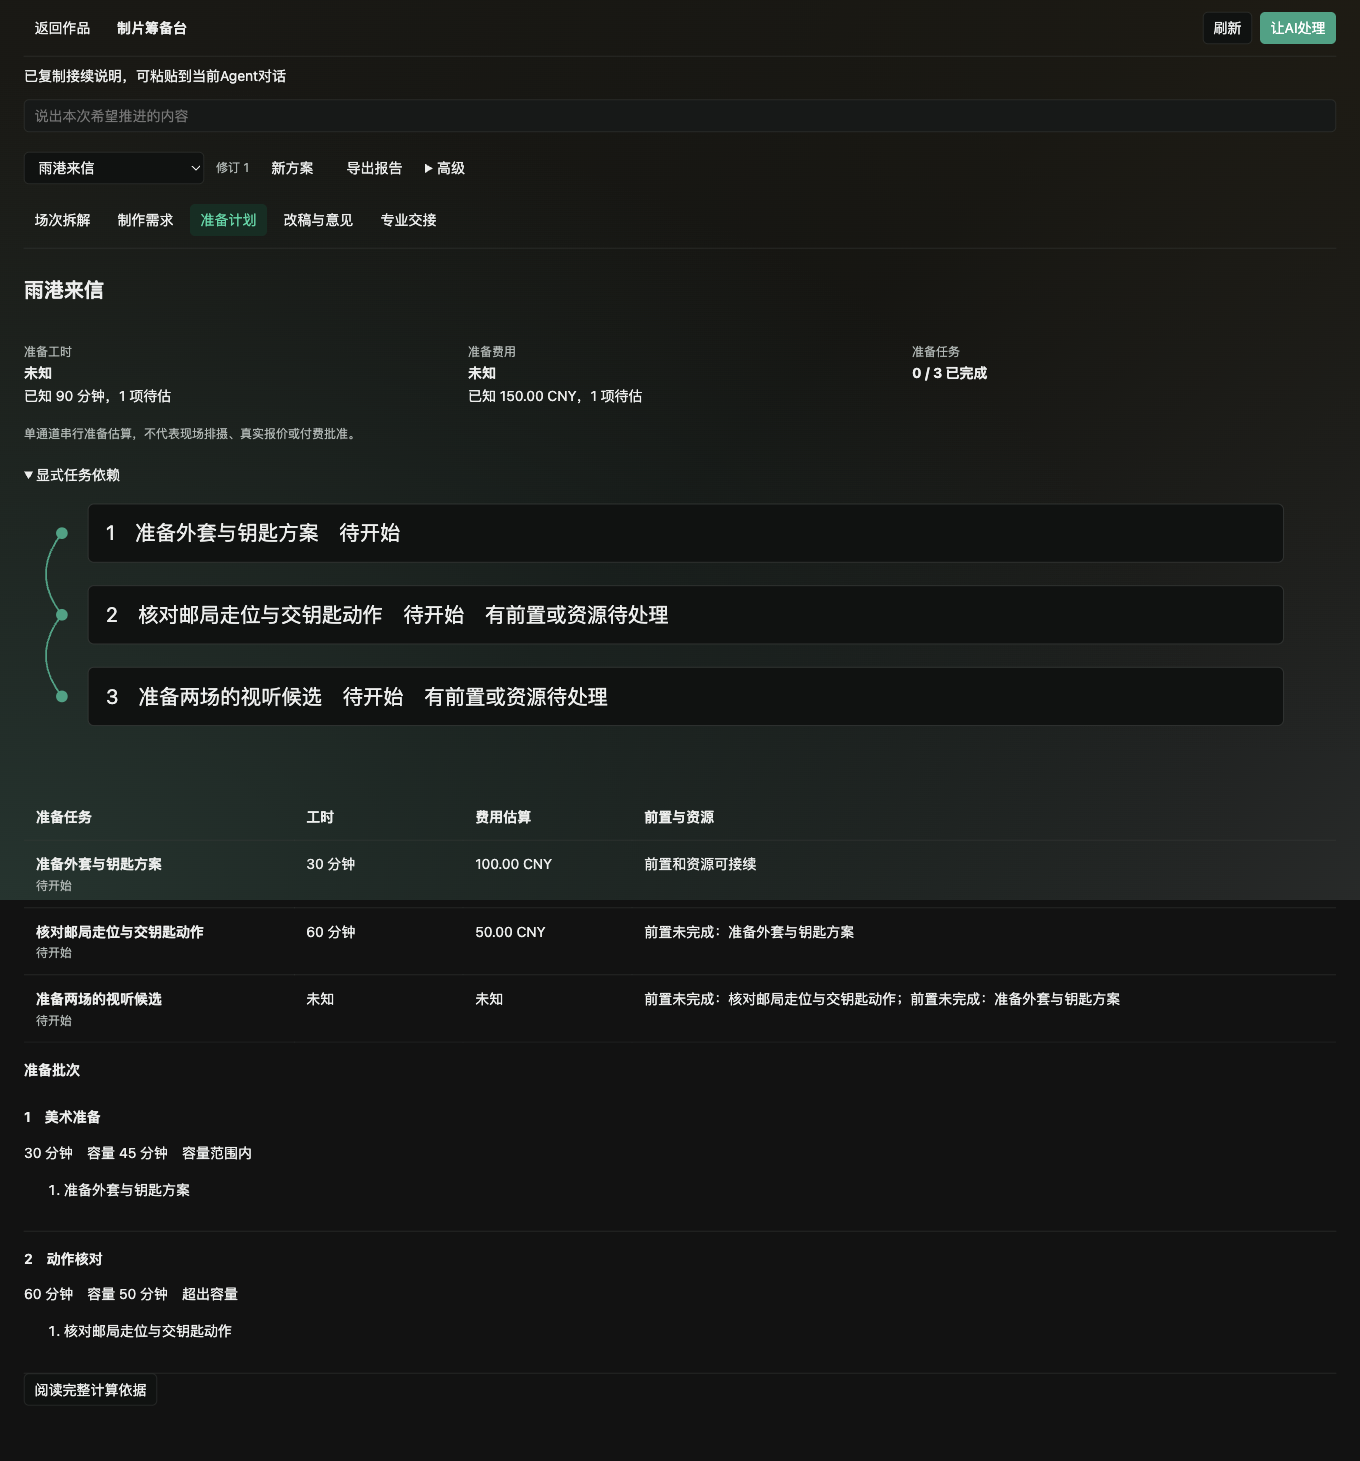 返回作品 制片筹备台 刷新 让AI处理
已复制接续说明，可粘贴到当前Agent对话
说出本次希望推进的内容
雨港来信 修订 1 新方案 导出报告 ▶ 高级
场次拆解 制作需求 准备计划 改稿与意见 专业交接
雨港来信
准备工时 准备费用 准备任务
未知 未知 0 / 3 已完成
已知 90 分钟，1 项待估 已知 150.00 CNY，1 项待估
单通道串行准备估算，不代表现场排摄、真实报价或付费批准。
▼ 显式任务依赖
1 准备外套与钥匙方案 待开始
2 核对邮局走位与交钥匙动作 待开始 有前置或资源待处理
3 准备两场的视听候选 待开始 有前置或资源待处理
准备任务 工时 费用估算 前置与资源
准备外套与钥匙方案 30 分钟 100.00 CNY 前置和资源可接续
待开始
核对邮局走位与交钥匙动作 60 分钟 50.00 CNY 前置未完成：准备外套与钥匙方案
待开始
准备两场的视听候选 未知 未知 前置未完成：核对邮局走位与交钥匙动作；前置未完成：准备外套与钥匙方案
待开始
准备批次
1 美术准备
30 分钟 容量 45 分钟 容量范围内
1. 准备外套与钥匙方案
2 动作核对
60 分钟 容量 50 分钟 超出容量
1. 核对邮局走位与交钥匙动作
阅读完整计算依据